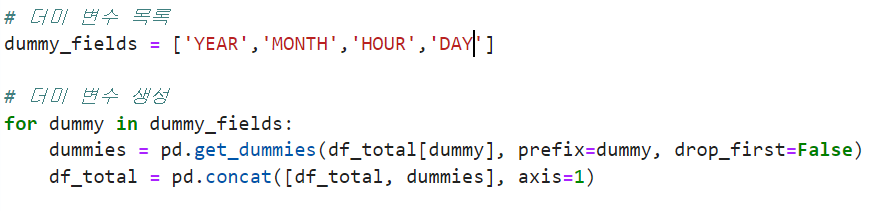 # 더미 변수 목록
dummy_fields = ['YEAR','MONTH','HOUR','DAY']
# 더미 변수 생성
for dummy in dummy_fields:
    dummies = pd.get_dummies(df_total[dummy], prefix=dummy, drop_first=False)
    df_total = pd.concat([df_total, dummies], axis=1)